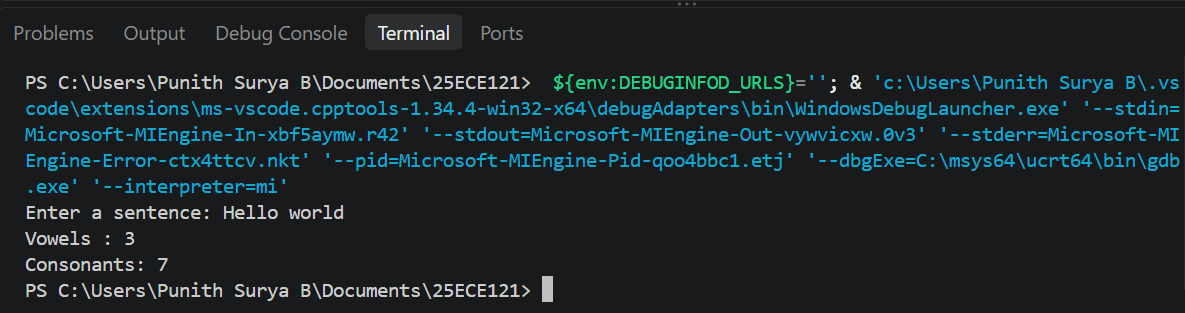 Problems Output Debug Console Terminal Ports
PS C:\Users\Punith Surya B\Documents\25ECE121>  ${env:DEBUGINFOD_URLS}=''; & 'c:\Users\Punith Surya B\.vs
code\extensions\ms-vscode.cpptools-1.34.4-win32-x64\debugAdapters\bin\WindowsDebugLauncher.exe' '--stdin=
Microsoft-MIEngine-In-xbf5aymw.r42' '--stdout=Microsoft-MIEngine-Out-vywvicxw.0v3' '--stderr=Microsoft-MI
Engine-Error-ctx4ttcv.nkt' '--pid=Microsoft-MIEngine-Pid-qoo4bbc1.etj' '--dbgExe=C:\msys64\ucrt64\bin\gdb
.exe' '--interpreter=mi'
Enter a sentence: Hello world
Vowels : 3
Consonants: 7
PS C:\Users\Punith Surya B\Documents\25ECE121>